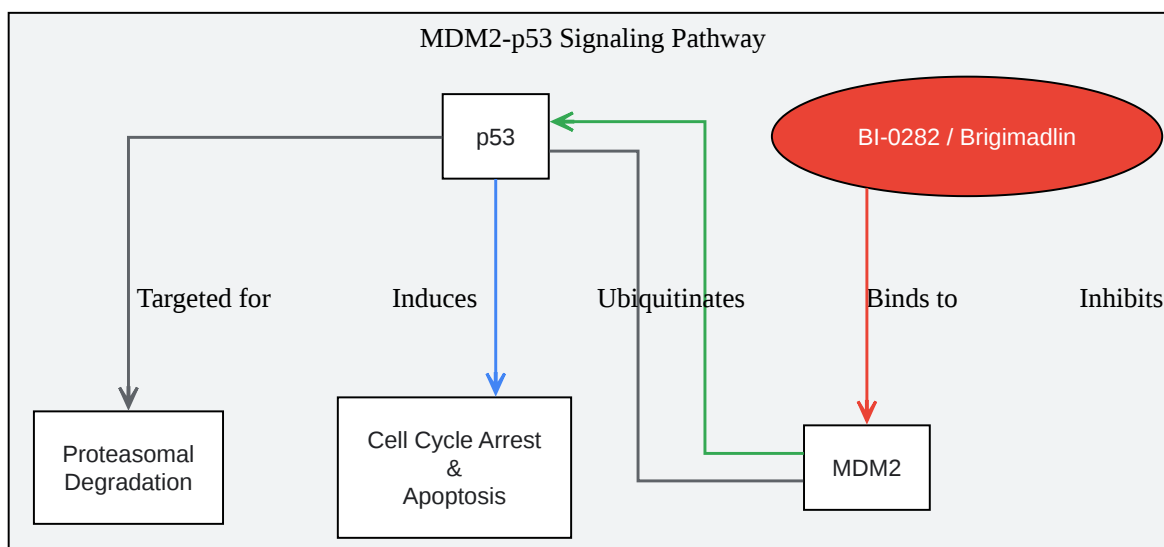 MDM2-p53 Signaling Pathway
p53
BI-0282 / Brigimadlin
Targeted for
Induces
Ubiquitinates
Binds to
Inhibits
Proteasomal
Degradation
Cell Cycle Arrest
&
Apoptosis
MDM2